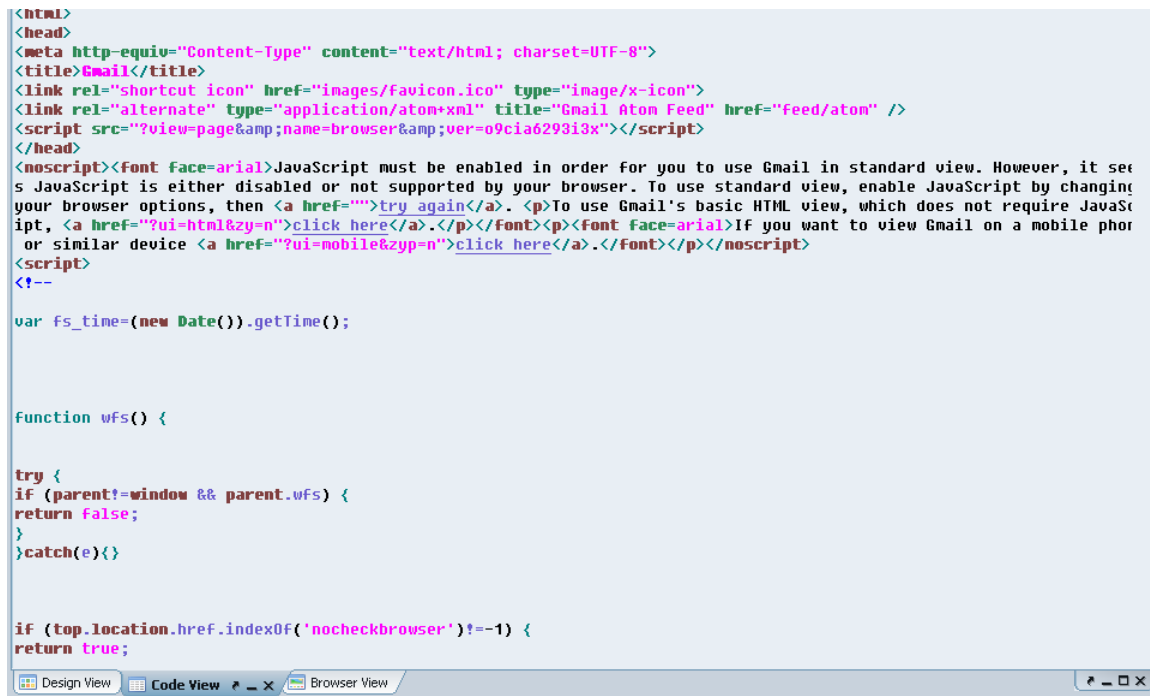 <html>
<head>
<meta http-equiv="Content-Type" content="text/html; charset=UTF-8">
<title>Gmail</title>
<link rel="shortcut icon" href="images/favicon.ico" type="image/x-icon">
<link rel="alternate" type="application/atom+xml" title="Gmail Atom Feed" href="feed/atom" />
<script src="?view=page&amp;name=browser&amp;ver=o9cia6293i3x"></script>
</head>
<noscript><font face=arial>JavaScript must be enabled in order for you to use Gmail in standard view. However, it see
s JavaScript is either disabled or not supported by your browser. To use standard view, enable JavaScript by changing
your browser options, then <a href="">try again</a>. <p>To use Gmail's basic HTML view, which does not require JavaSc
ipt, <a href="?ui=html&zy=n">click here</a>.</p></font><p><font face=arial>If you want to view Gmail on a mobile phon
or similar device <a href="?ui=mobile&zyp=n">click here</a>.</font></p></noscript>
<script>
<!--
var fs_time=(new Date()).getTime();
function wfs() {
try {
if (parent!=window && parent.wfs) {
return false;
}
}catch(e){}
if (top.location.href.indexOf('nocheckbrowser')!=-1) {
return true;
Design View Code View Browser View